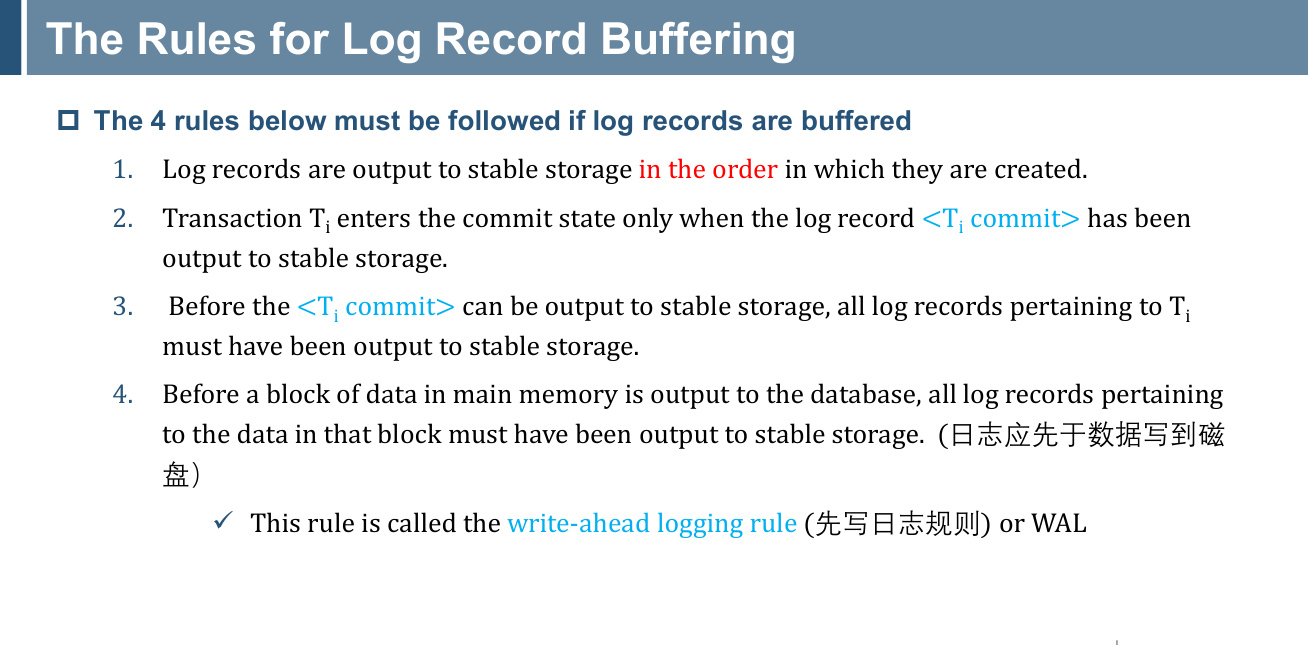 The Rules for Log Record Buffering
The 4 rules below must be followed if log records are buffered
1. Log records are output to stable storage in the order in which they are created.
2. Transaction Ti enters the commit state only when the log record <Ti commit> has been
output to stable storage.
3. Before the <Ti commit> can be output to stable storage, all log records pertaining to Ti
must have been output to stable storage.
4. Before a block of data in main memory is output to the database, all log records pertaining
to the data in that block must have been output to stable storage. (日志应先于数据写到磁
盘)
✓ This rule is called the write-ahead logging rule (先写日志规则) or WAL